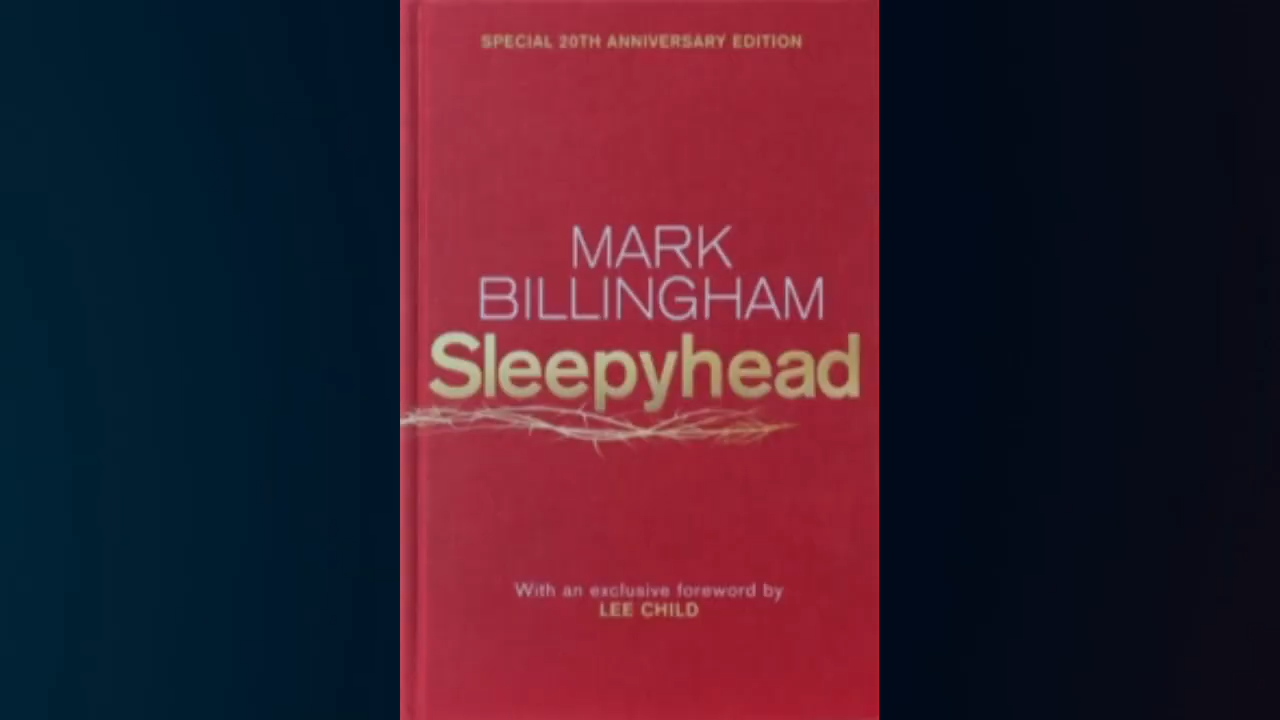 SPECIAL 20TH ANNIVERSARY EDITION
MARK
BILLINGHAM
Sleepyhead
With an exclusive foreword by
LEE CHILD